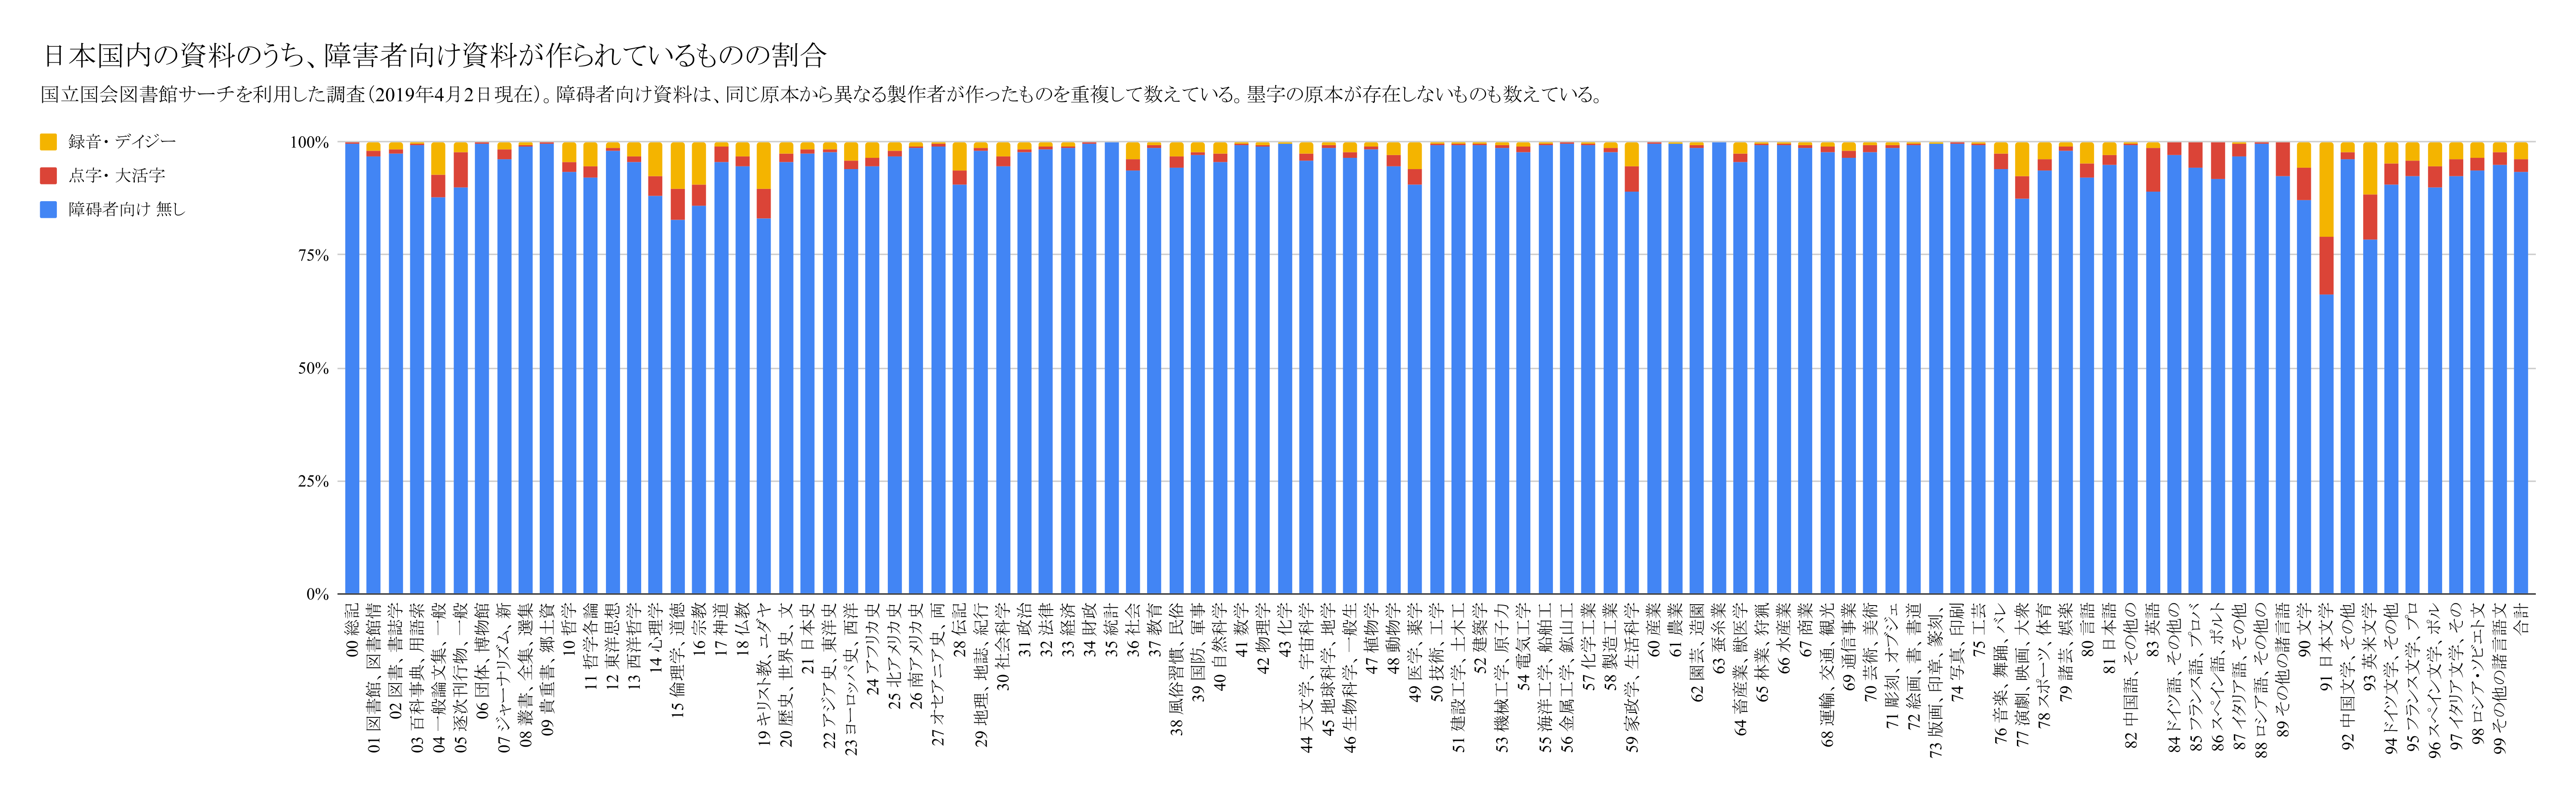 日本国内の資料のうち、障害者向け資料が作られているものの割合
国立国会図書館サーチを利用した調査（2019年4月2日現在）。障碍者向け資料は、同じ原本から異なる製作者が作ったものを重複して数えている。墨字の原本が存在しないものも数えている。
録音・デイジー
点字・大活字
障碍者向け 無し
100%
75%
50%
25%
0%
00 総記
01 図書館、図書館情
02 図書、書誌学
03 百科事典、用語索
04 一般論文集、一般
05 逐次刊行物、一般
06 団体、博物館
07 ジャーナリズム、新
08 叢書、全集、選集
09 貴重書、郷土資
10 哲学
11 哲学各論
12 東洋思想
13 西洋哲学
14 心理学
15 倫理学、道徳
16 宗教
17 神道
18 仏教
19 キリスト教、ユダヤ
20 歴史、世界史、文
21 日本史
22 アジア史、東洋史
23 ヨーロッパ史、西洋
24 アフリカ史
25 北アメリカ史
26 南アメリカ史
27 オセアニア史、両
28 伝記
29 地理、地誌、紀行
30 社会科学
31 政治
32 法律
33 経済
34 財政
35 統計
36 社会
37 教育
38 風俗習慣、民俗
39 国防、軍事
40 自然科学
41 数学
42 物理学
43 化学
44 天文学、宇宙科学
45 地球科学、地学
46 生物科学、一般生
47 植物学
48 動物学
49 医学、薬学
50 技術、工学
51 建設工学、土木工
52 建築学
53 機械工学、原子力
54 電気工学
55 海洋工学、船舶工
56 金属工学、鉱山工
57 化学工業
58 製造工業
59 家政学、生活科学
60 産業
61 農業
62 園芸、造園
63 蚕糸業
64 畜産業、獣医学
65 林業、狩猟
66 水産業
67 商業
68 運輸、交通、観光
69 通信事業
70 芸術、美術
71 彫刻、オブジェ
72 絵画、書、書道
73 版画、印章、篆刻、
74 写真、印刷
75 工芸
76 音楽、舞踊、バレ
77 演劇、映画、大衆
78 スポーツ、体育
79 諸芸、娯楽
80 言語
81 日本語
82 中国語、その他の
83 英語
84 ドイツ語、その他の
85 フランス語、プロバ
86 スペイン語、ポルト
87 イタリア語、その他
88 ロシア語、その他の
89 その他の諸言語
90 文学
91 日本文学
92 中国文学、その他
93 英米文学
94 ドイツ文学、その他
95 フランス文学、プロ
96 スペイン文学、ポル
97 イタリア文学、その
98 ロシア・ソビエト文
99 その他の諸言語文
合計